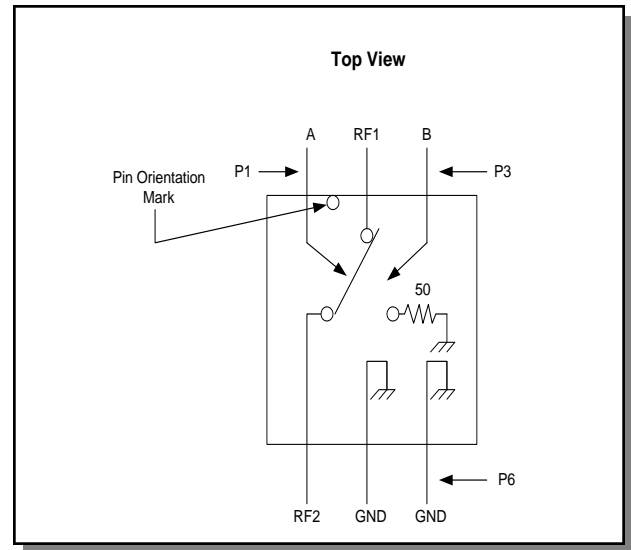 Top View
A RF1 B
P1 P3
Pin Orientation
Mark
50
P6
RF2 GND GND